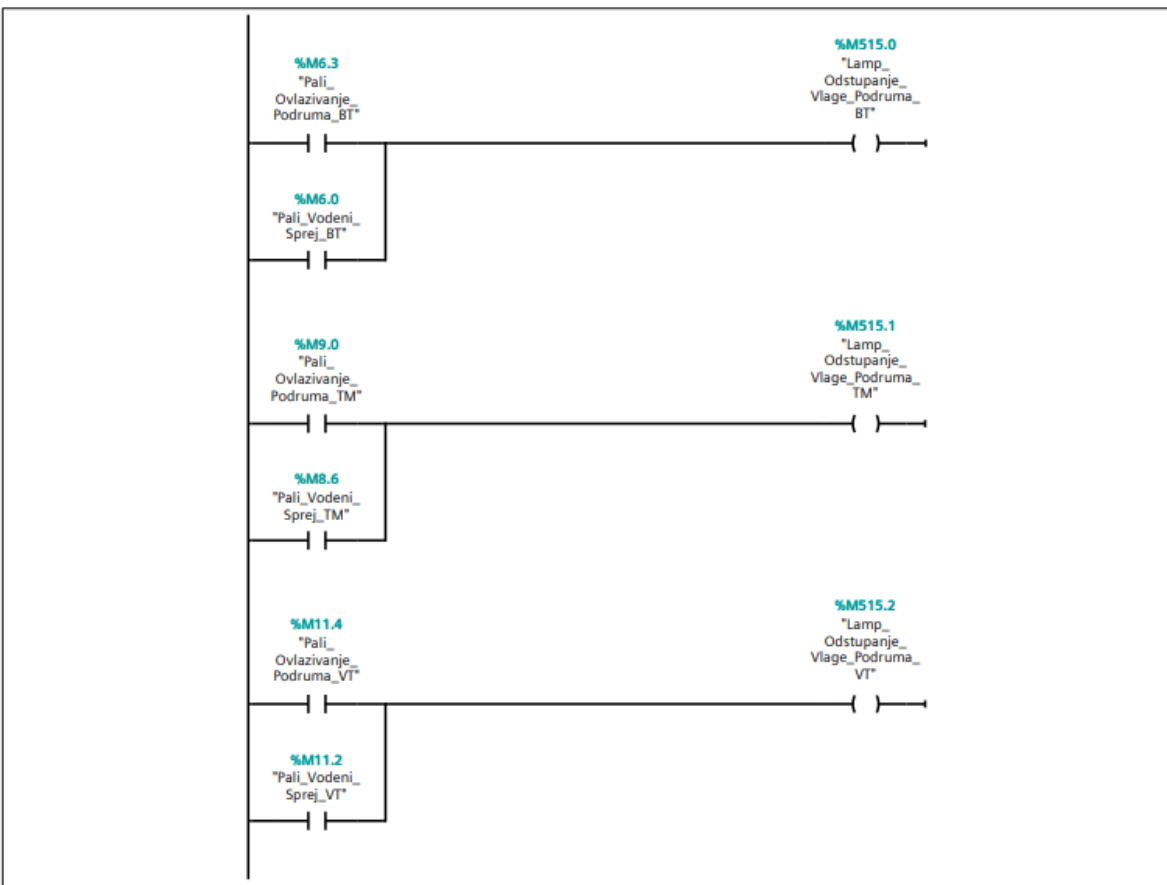 %M6.3
"Pali_
Ovlazivanje_
Podruma_BT"
%M515.0
"Lamp_
Odstupanje_
Vlage_Podruma_
BT"
%M6.0
"Pali_Vodeni_
Sprej_BT"
%M9.0
"Pali_
Ovlazivanje_
Podruma_TM"
%M515.1
"Lamp_
Odstupanje_
Vlage_Podruma_
TM"
%M8.6
"Pali_Vodeni_
Sprej_TM"
%M11.4
"Pali_
Ovlazivanje_
Podruma_VT"
%M515.2
"Lamp_
Odstupanje_
Vlage_Podruma_
VT"
%M11.2
"Pali_Vodeni_
Sprej_VT"